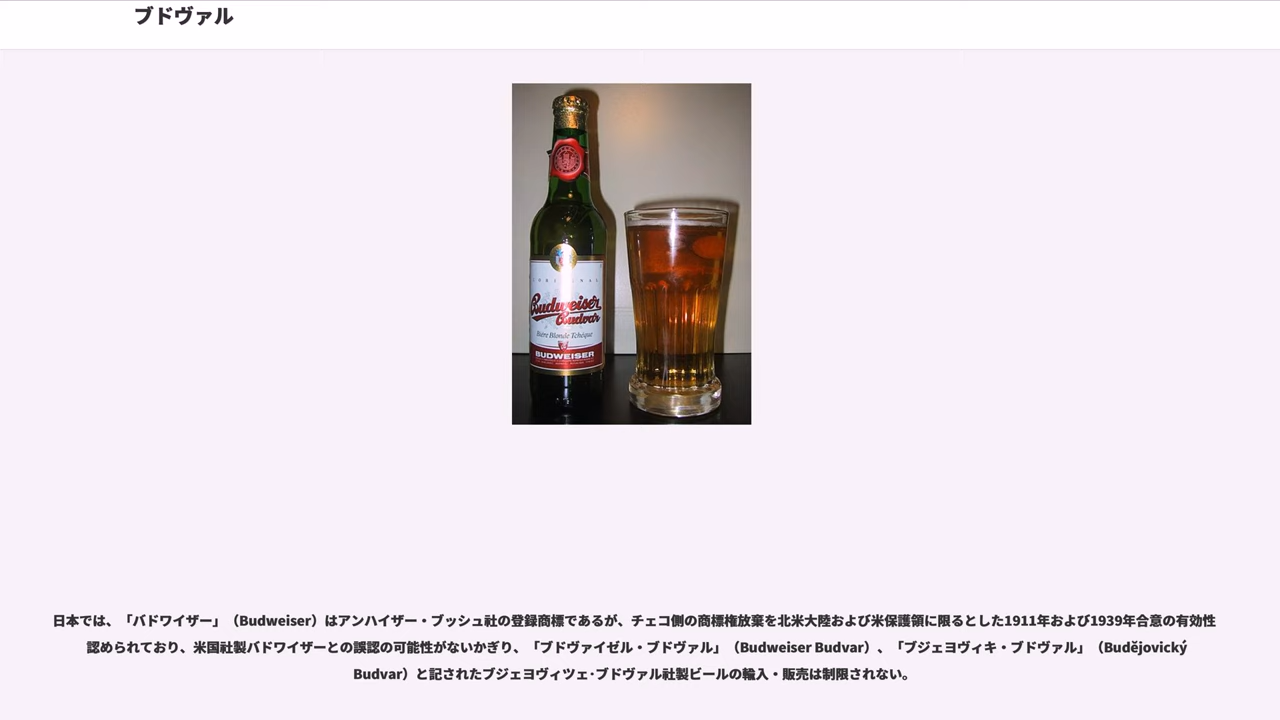 ブドヴァル
Budweiser
Budvar
Bière Blonde Tchèque
BUDWEISER
日本では、「バドワイザー」（Budweiser）はアンハイザー・ブッシュ社の登録商標であるが、チェコ側の商標権放棄を北米大陸および米保護領に限るとした1911年および1939年合意の有効性
認められており、米国社製バドワイザーとの誤認の可能性がないかぎり、「ブドヴァイゼル・ブドヴァル」（Budweiser Budvar）、「ブジェヨヴィキ・ブドヴァル」（Budějovický
Budvar）と記されたブジェヨヴィツェ·ブドヴァル社製ビールの輸入・販売は制限されない。